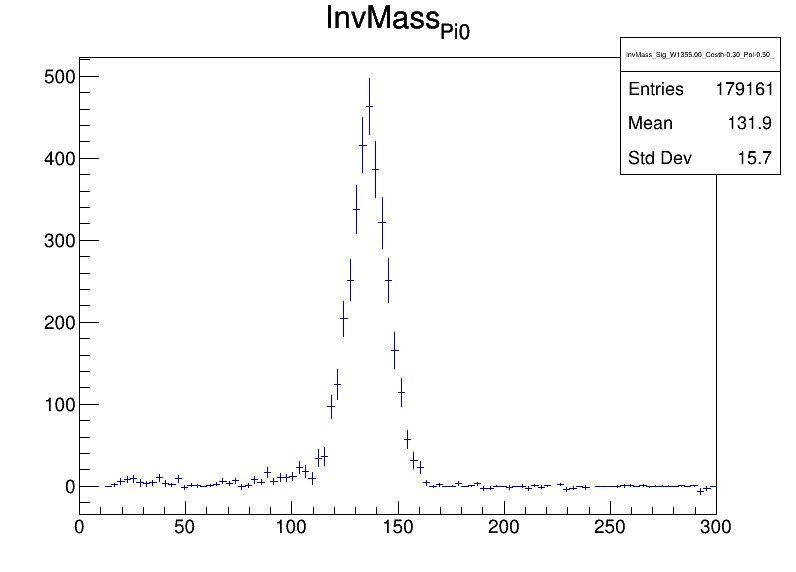 InvMassPi0
InvMass_Sig_W1355.00_Costh-0.30_Pol-0.50_
Entries 179161
Mean 131.9
Std Dev 15.7
500
400
300
200
100
0
0 50 100 150 200 250 300